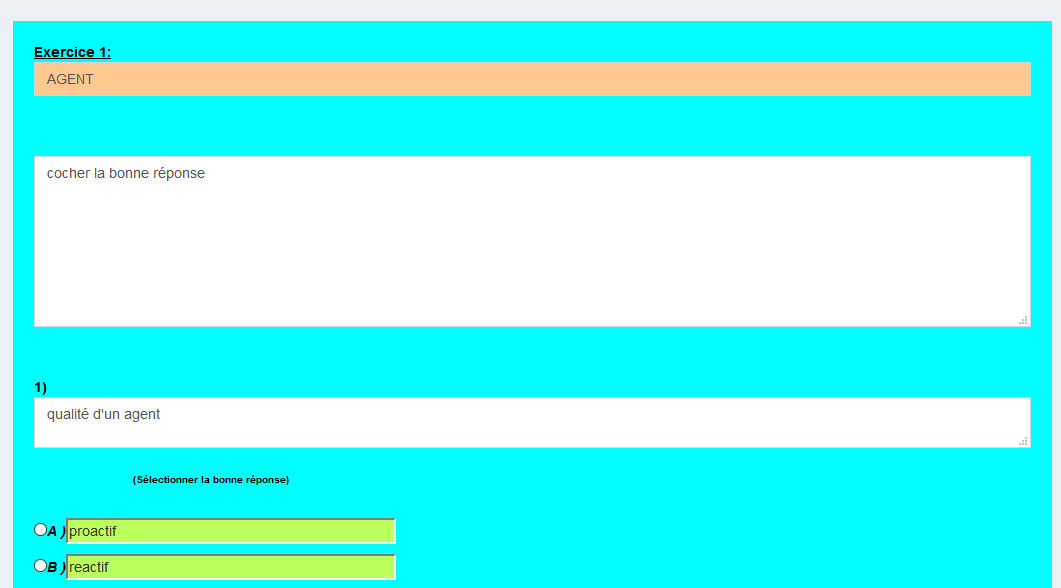 Exercice 1:
AGENT
cocher la bonne réponse
1)
qualité d'un agent
(Sélectionner la bonne réponse)
A ) proactif
B ) reactif